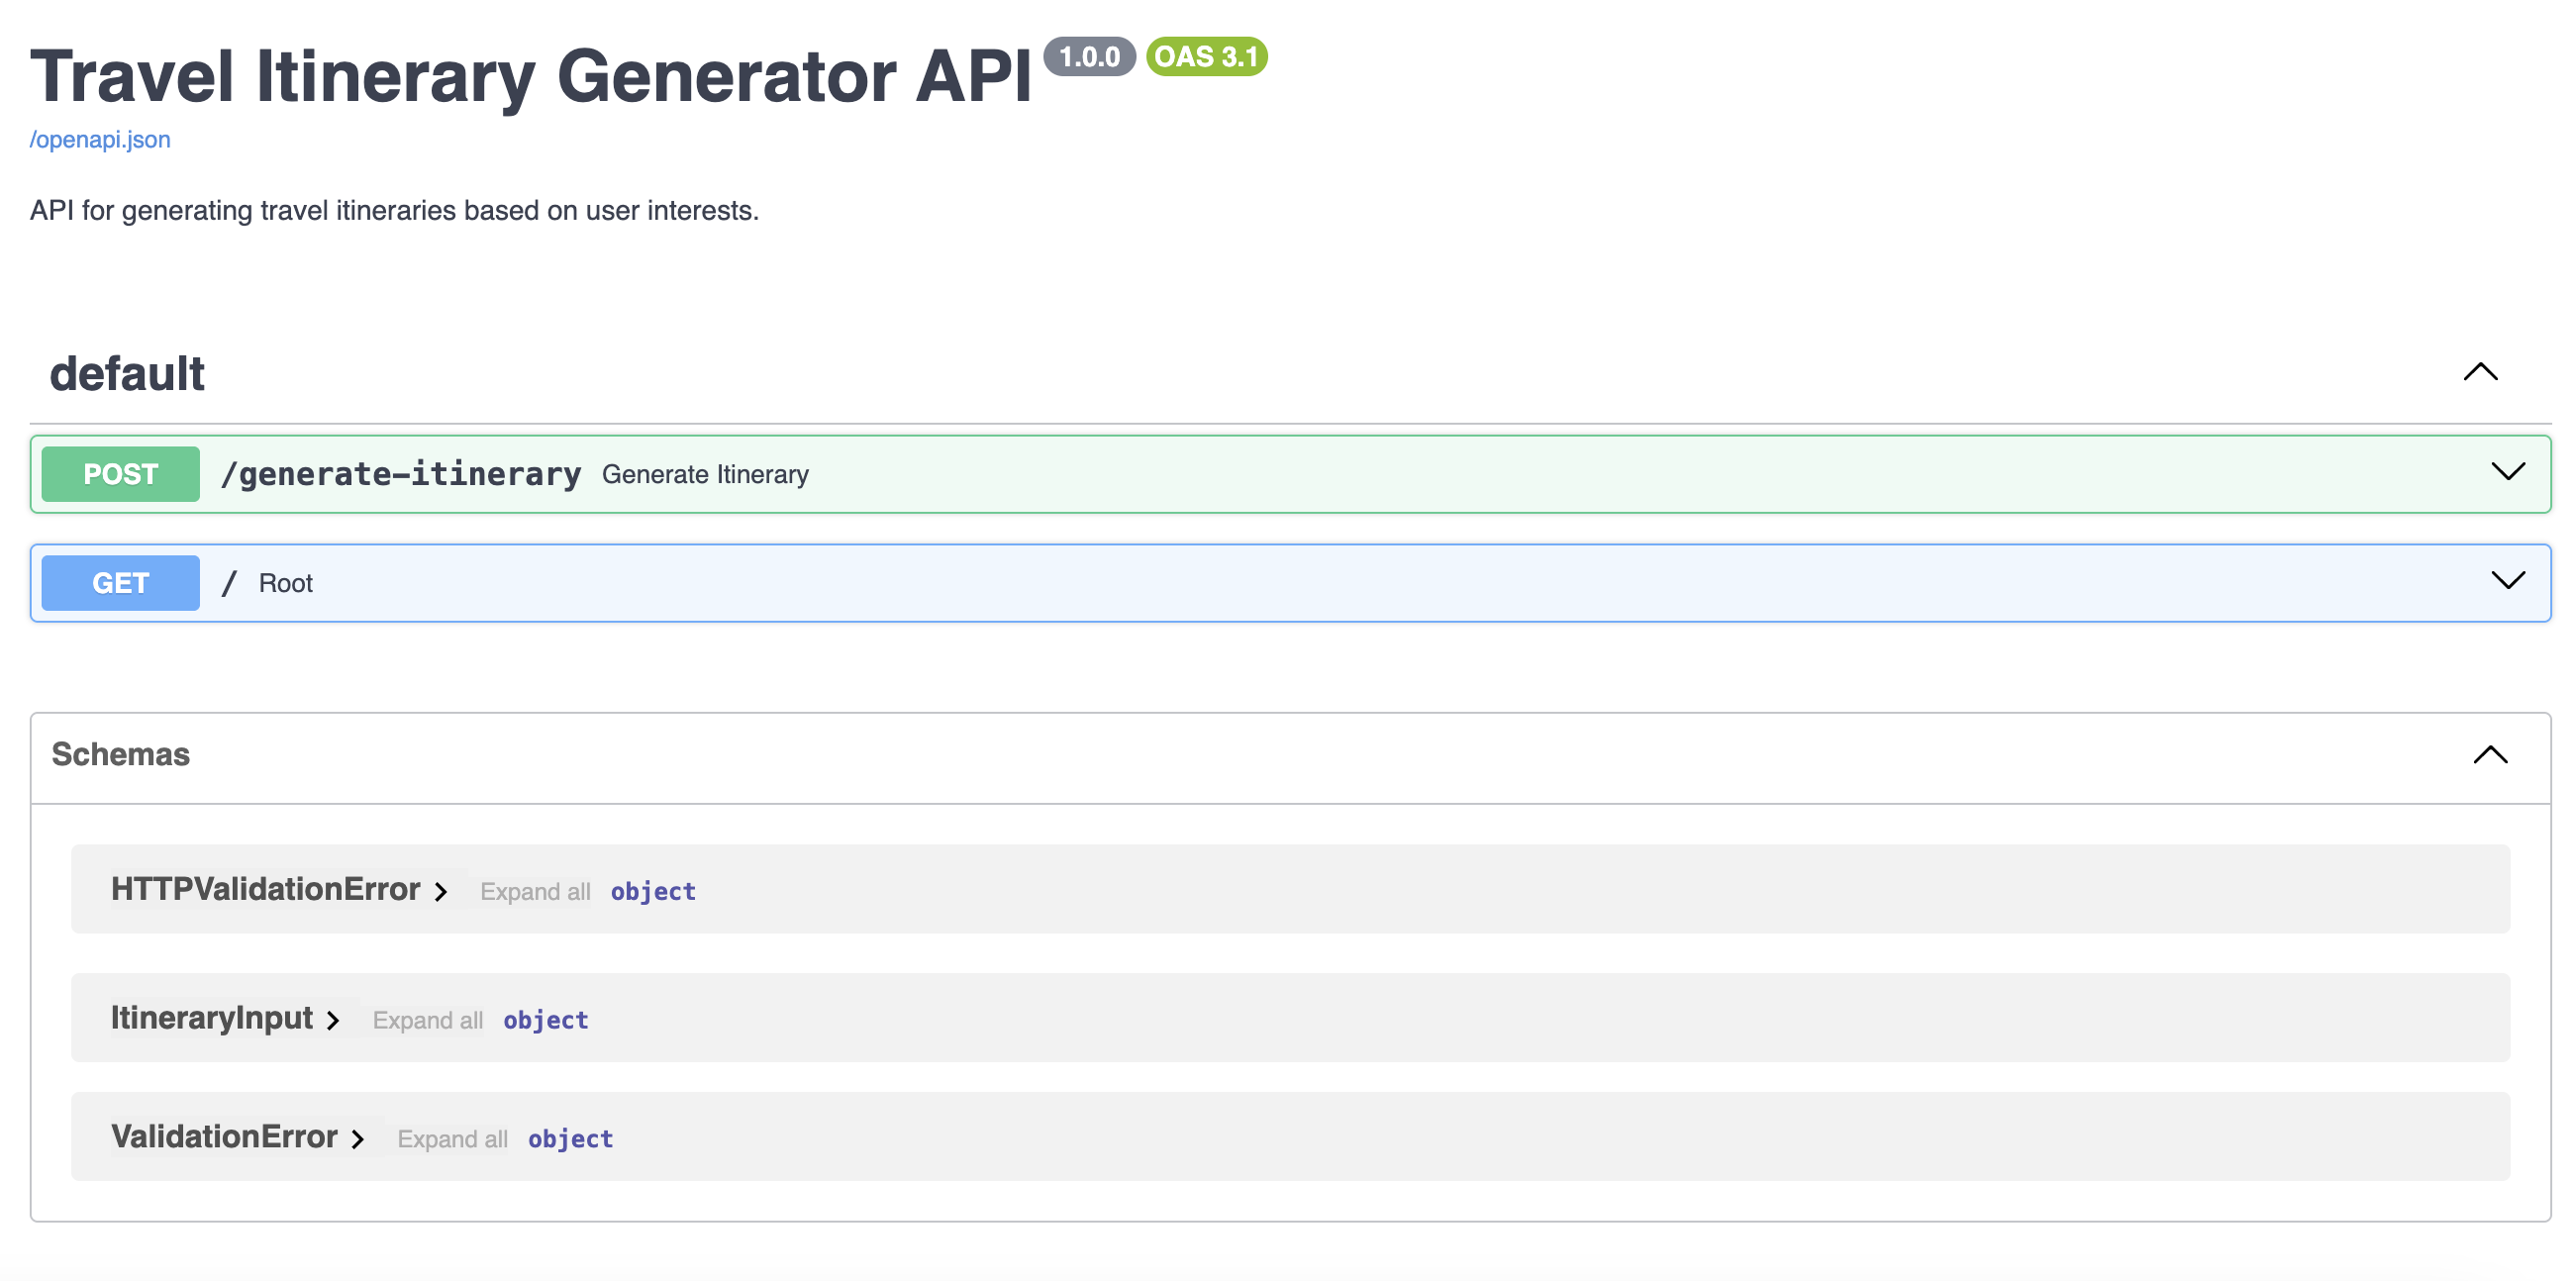 Travel Itinerary Generator API 1.0.0 OAS 3.1
/openapi.json
API for generating travel itineraries based on user interests.
default
POST /generate-itinerary Generate Itinerary
GET / Root
Schemas
HTTPValidationError Expand all object
ItineraryInput Expand all object
ValidationError Expand all object